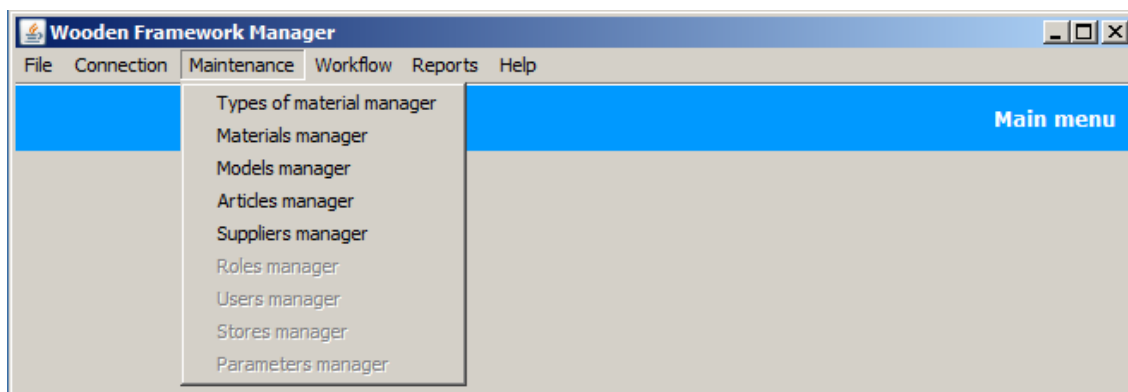 Wooden Framework Manager
File Connection Maintenance Workflow Reports Help
Main menu
Types of material manager
Materials manager
Models manager
Articles manager
Suppliers manager
Roles manager
Users manager
Stores manager
Parameters manager